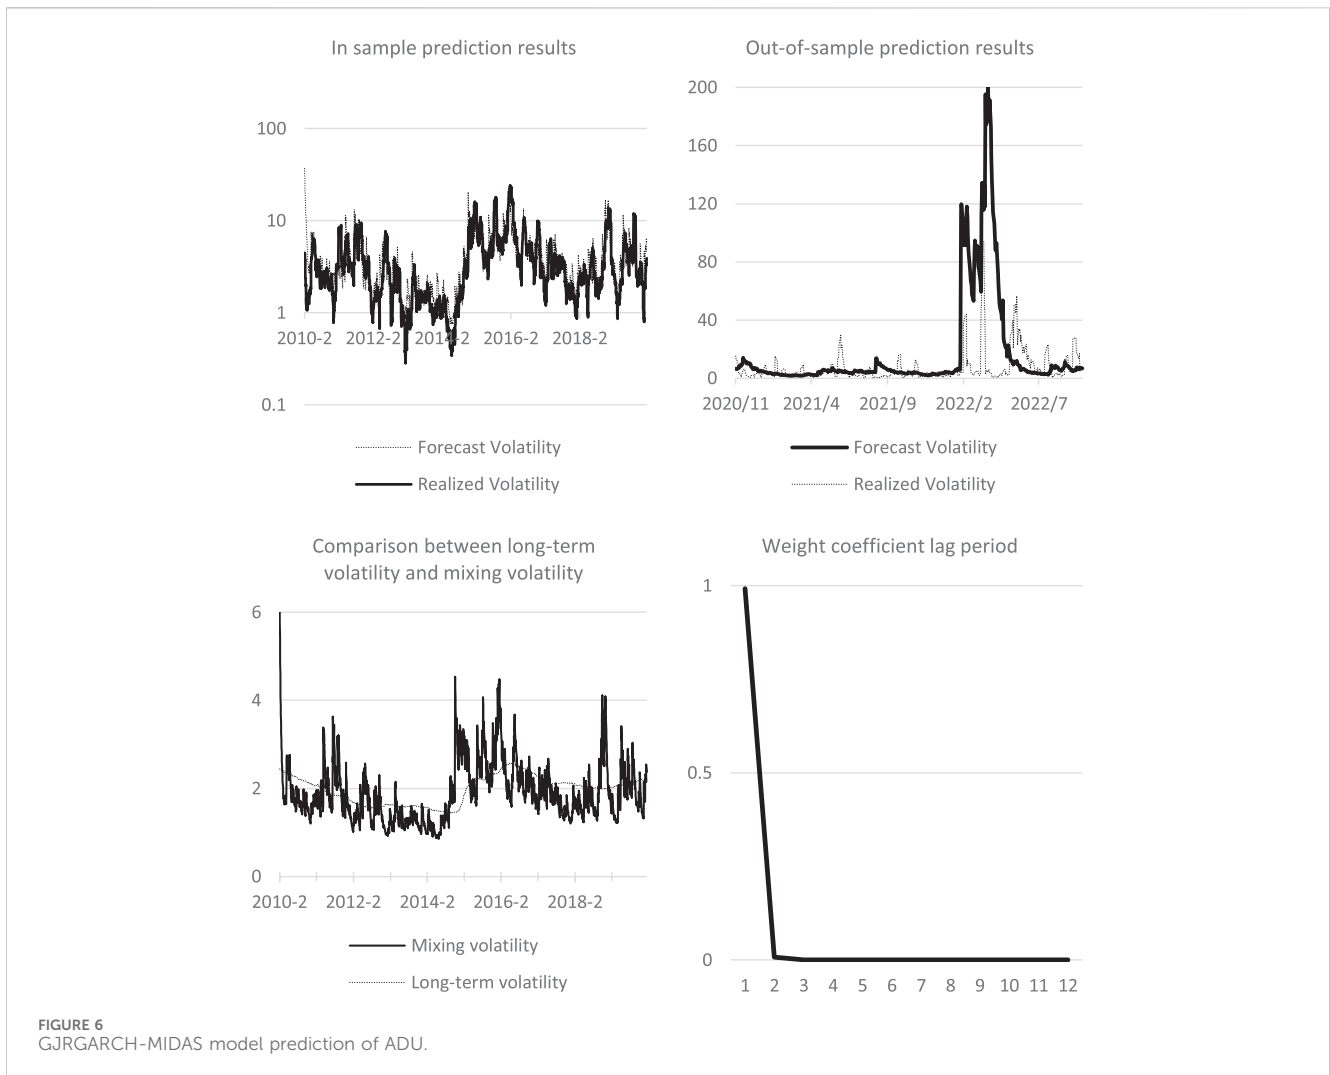 In sample prediction results
100
10
1
2010-2 2012-2 2014-2 2016-2 2018-2
0.1
Forecast Volatility
Realized Volatility
Out-of-sample prediction results
200
160
120
80
40
0
2020/11 2021/4 2021/9 2022/2 2022/7
Forecast Volatility
Realized Volatility
Comparison between long-term
volatility and mixing volatility
6
4
2
0
2010-2 2012-2 2014-2 2016-2 2018-2
Mixing volatility
Long-term volatility
Weight coefficient lag period
1
0.5
0
1 2 3 4 5 6 7 8 9 10 11 12
FIGURE 6
GJRGARCH-MIDAS model prediction of ADU.